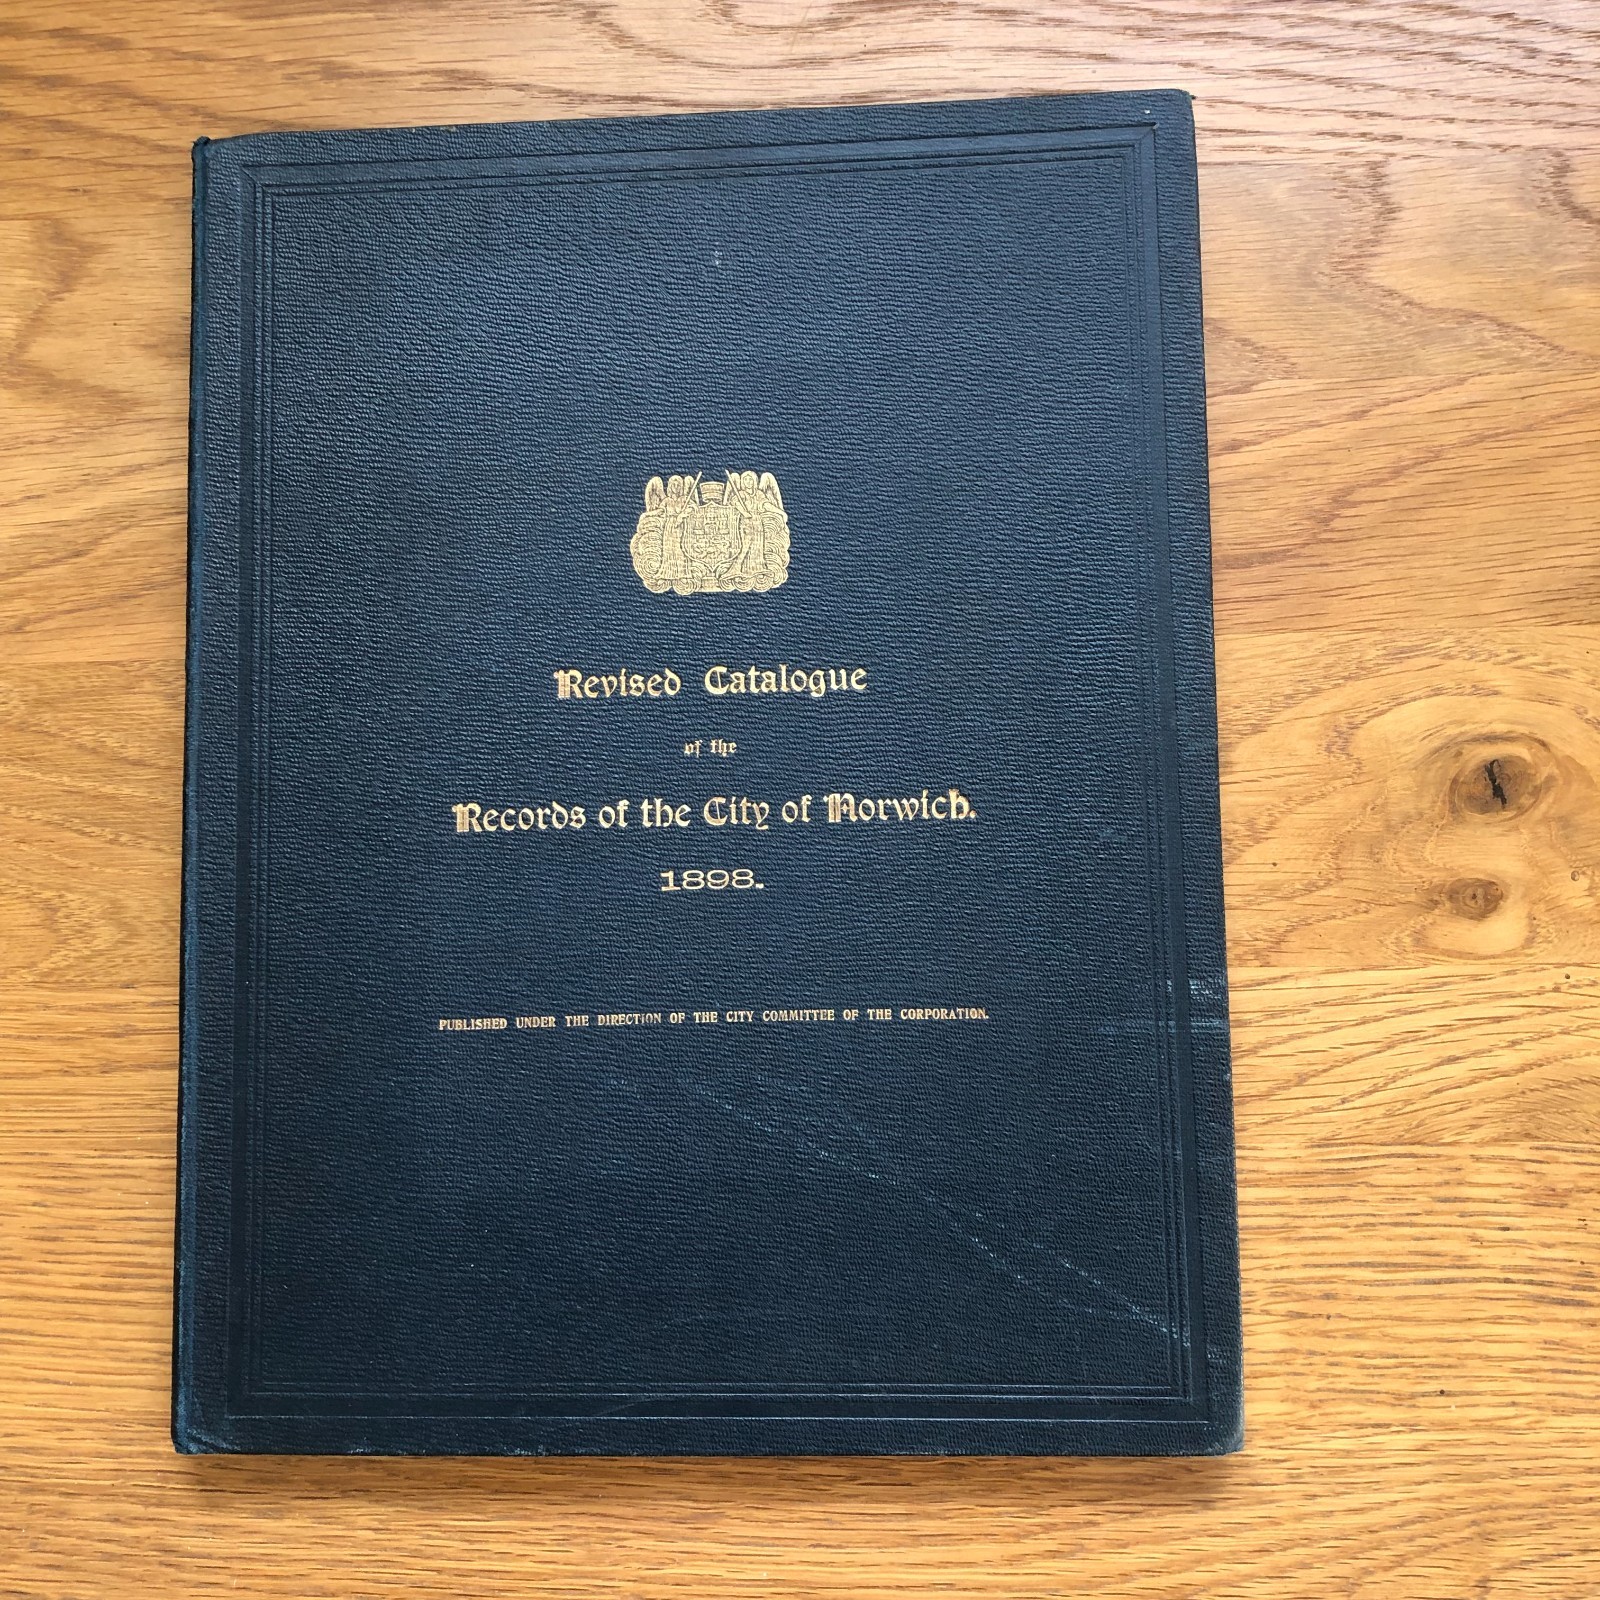 Revised Catalogue
of the
Records of the City of Norwich.
1898.
PUBLISHED UNDER THE DIRECTION OF THE CITY COMMITTEE OF THE CORPORATION.